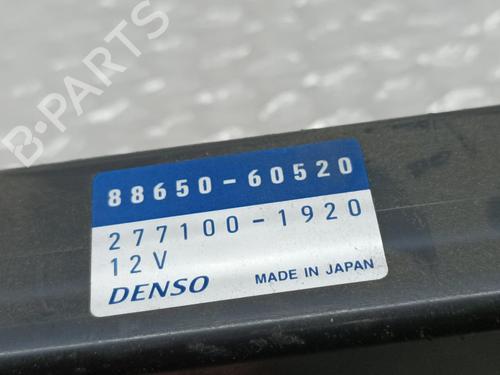 B-PARTS
88650-60520
277100-1920
12V
DENSO MADE IN JAPAN